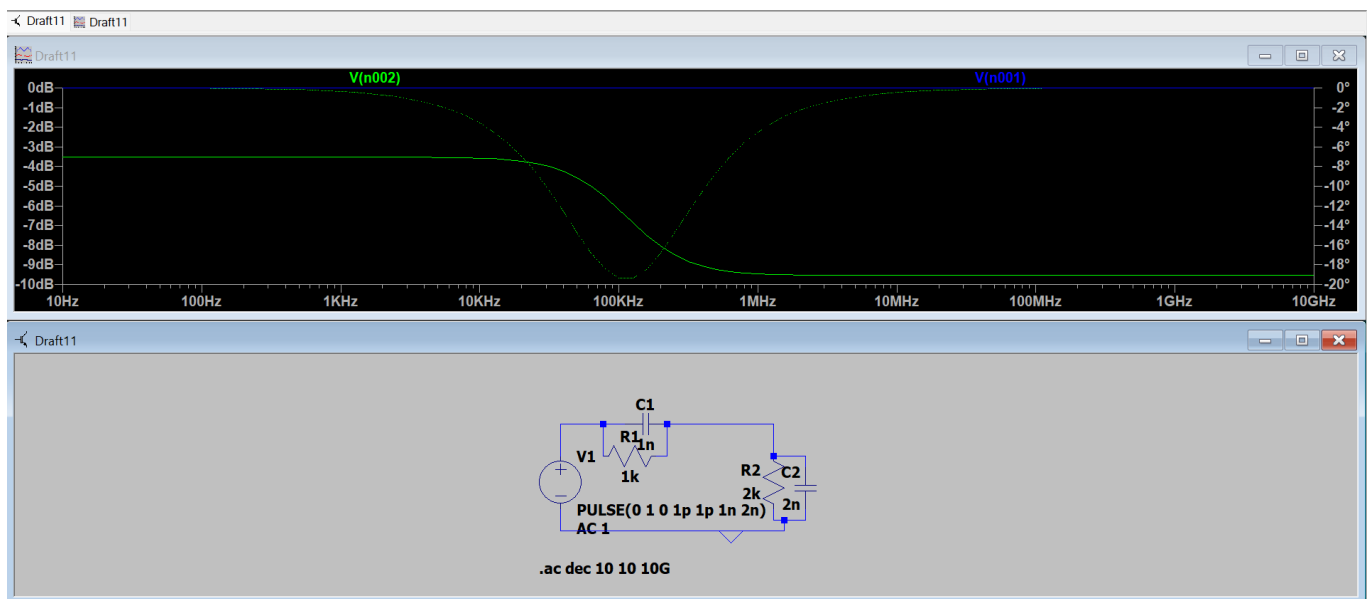 Draft11 Draft11
Draft11
V(n002) V(n001)
0dB 0°
-1dB -2°
-2dB -4°
-3dB -6°
-4dB -8°
-5dB -10°
-6dB -12°
-7dB -14°
-8dB -16°
-9dB -18°
-10dB -20°
10Hz 100Hz 1KHz 10KHz 100KHz 1MHz 10MHz 100MHz 1GHz 10GHz
Draft11
C1
R1 1n
V1
1k
R2 C2
2k
2n
PULSE(0 1 0 1p 1p 1n 2n)
AC 1
.ac dec 10 10 10G